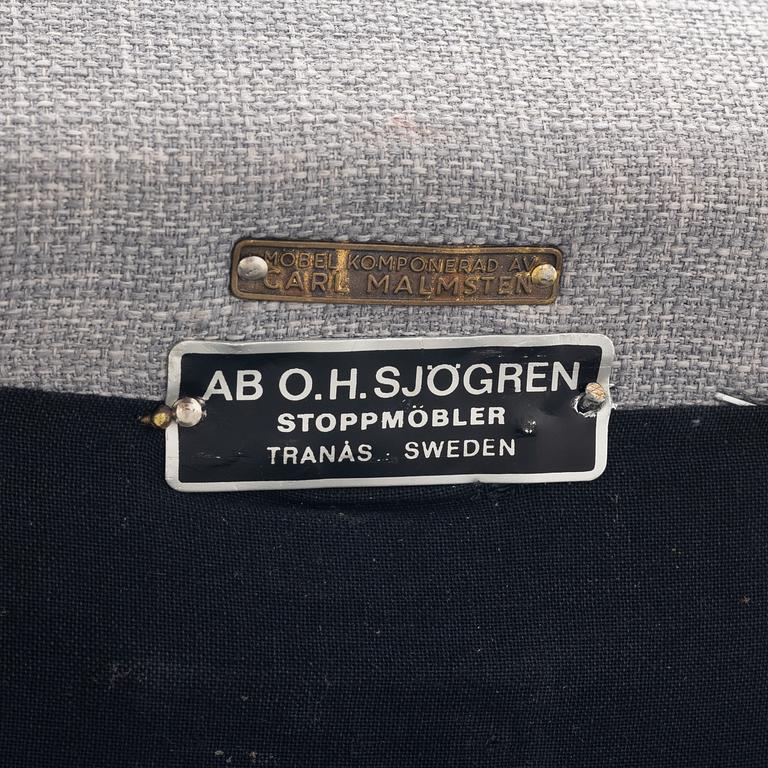 MÖBEL KOMPONERAD AV
CARL MALMSTEN
AB O.H. SJÖGREN
STOPPMÖBLER
TRANÅS. SWEDEN